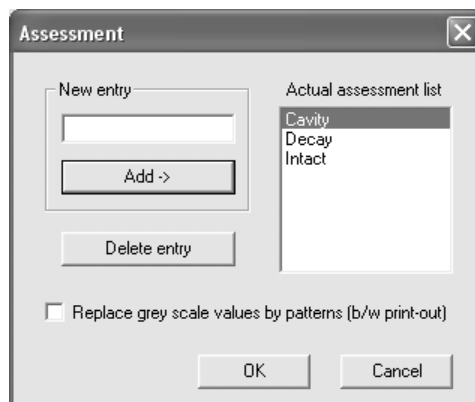 Assessment
New entry
Add ->
Delete entry
Actual assessment list
Cavity
Decay
Intact
Replace grey scale values by patterns (b/w print-out)
OK
Cancel